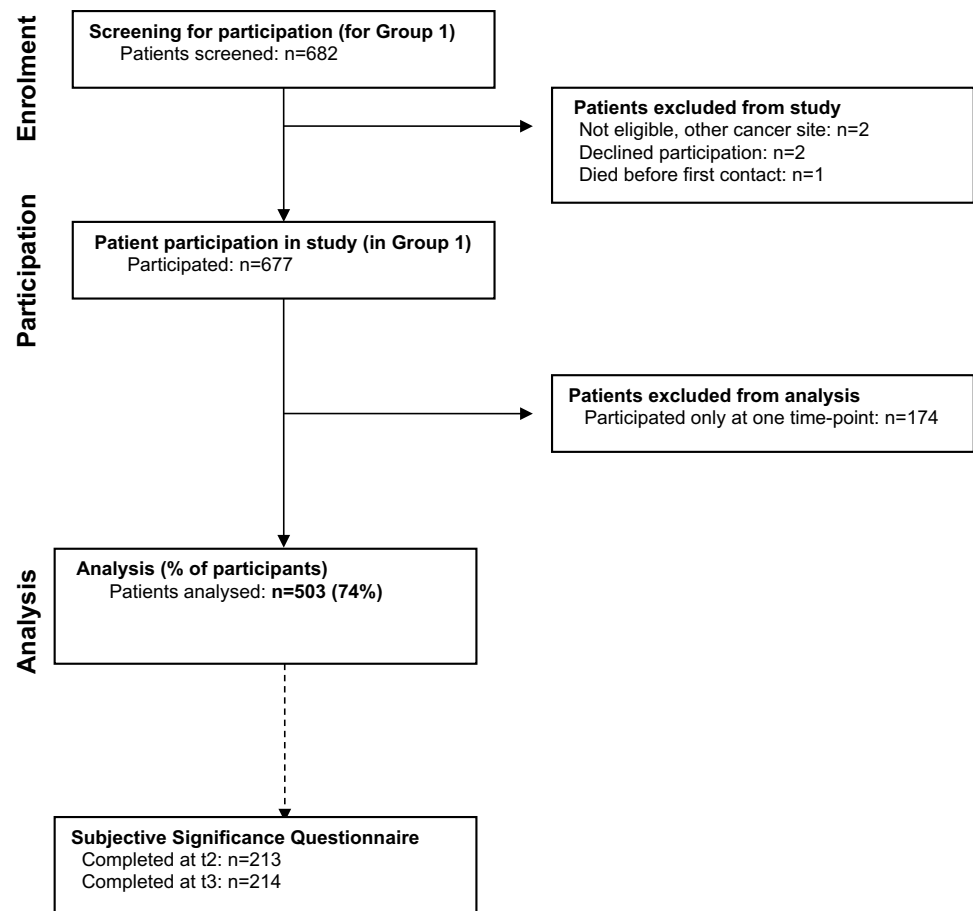 Enrolment
Screening for participation (for Group 1)
Patients screened: n=682
Patients excluded from study
Not eligible, other cancer site: n=2
Declined participation: n=2
Died before first contact: n=1
Participation
Patient participation in study (in Group 1)
Participated: n=677
Patients excluded from analysis
Participated only at one time-point: n=174
Analysis
Analysis (% of participants)
Patients analysed: n=503 (74%)
Subjective Significance Questionnaire
Completed at t2: n=213
Completed at t3: n=214